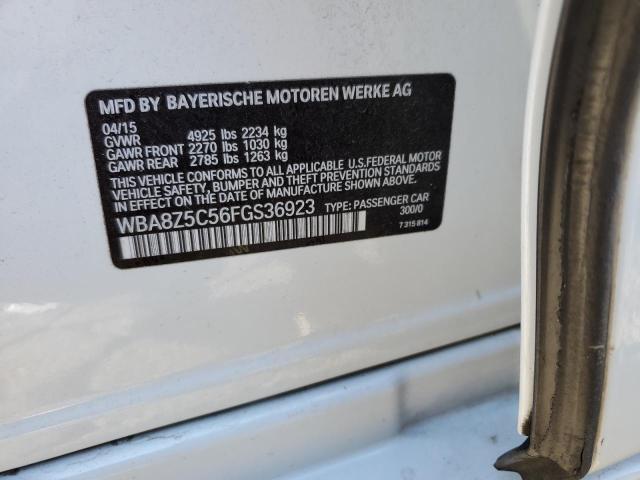 MFD BY BAYERISCHE MOTOREN WERKE AG
04/15
GVWR 4925 lbs 2234 kg
GAWR FRONT 2270 lbs 1030 kg
GAWR REAR 2785 lbs 1263 kg
THIS VEHICLE CONFORMS TO ALL APPLICABLE U.S.FEDERAL MOTOR
VEHICLE SAFETY, BUMPER AND THEFT PREVENTION STANDARDS
IN EFFECT ON THE DATE OF MANUFACTURE SHOWN ABOVE.
WBA8Z5C56FGS36923 TYPE: PASSENGER CAR
300/0
7 315 814